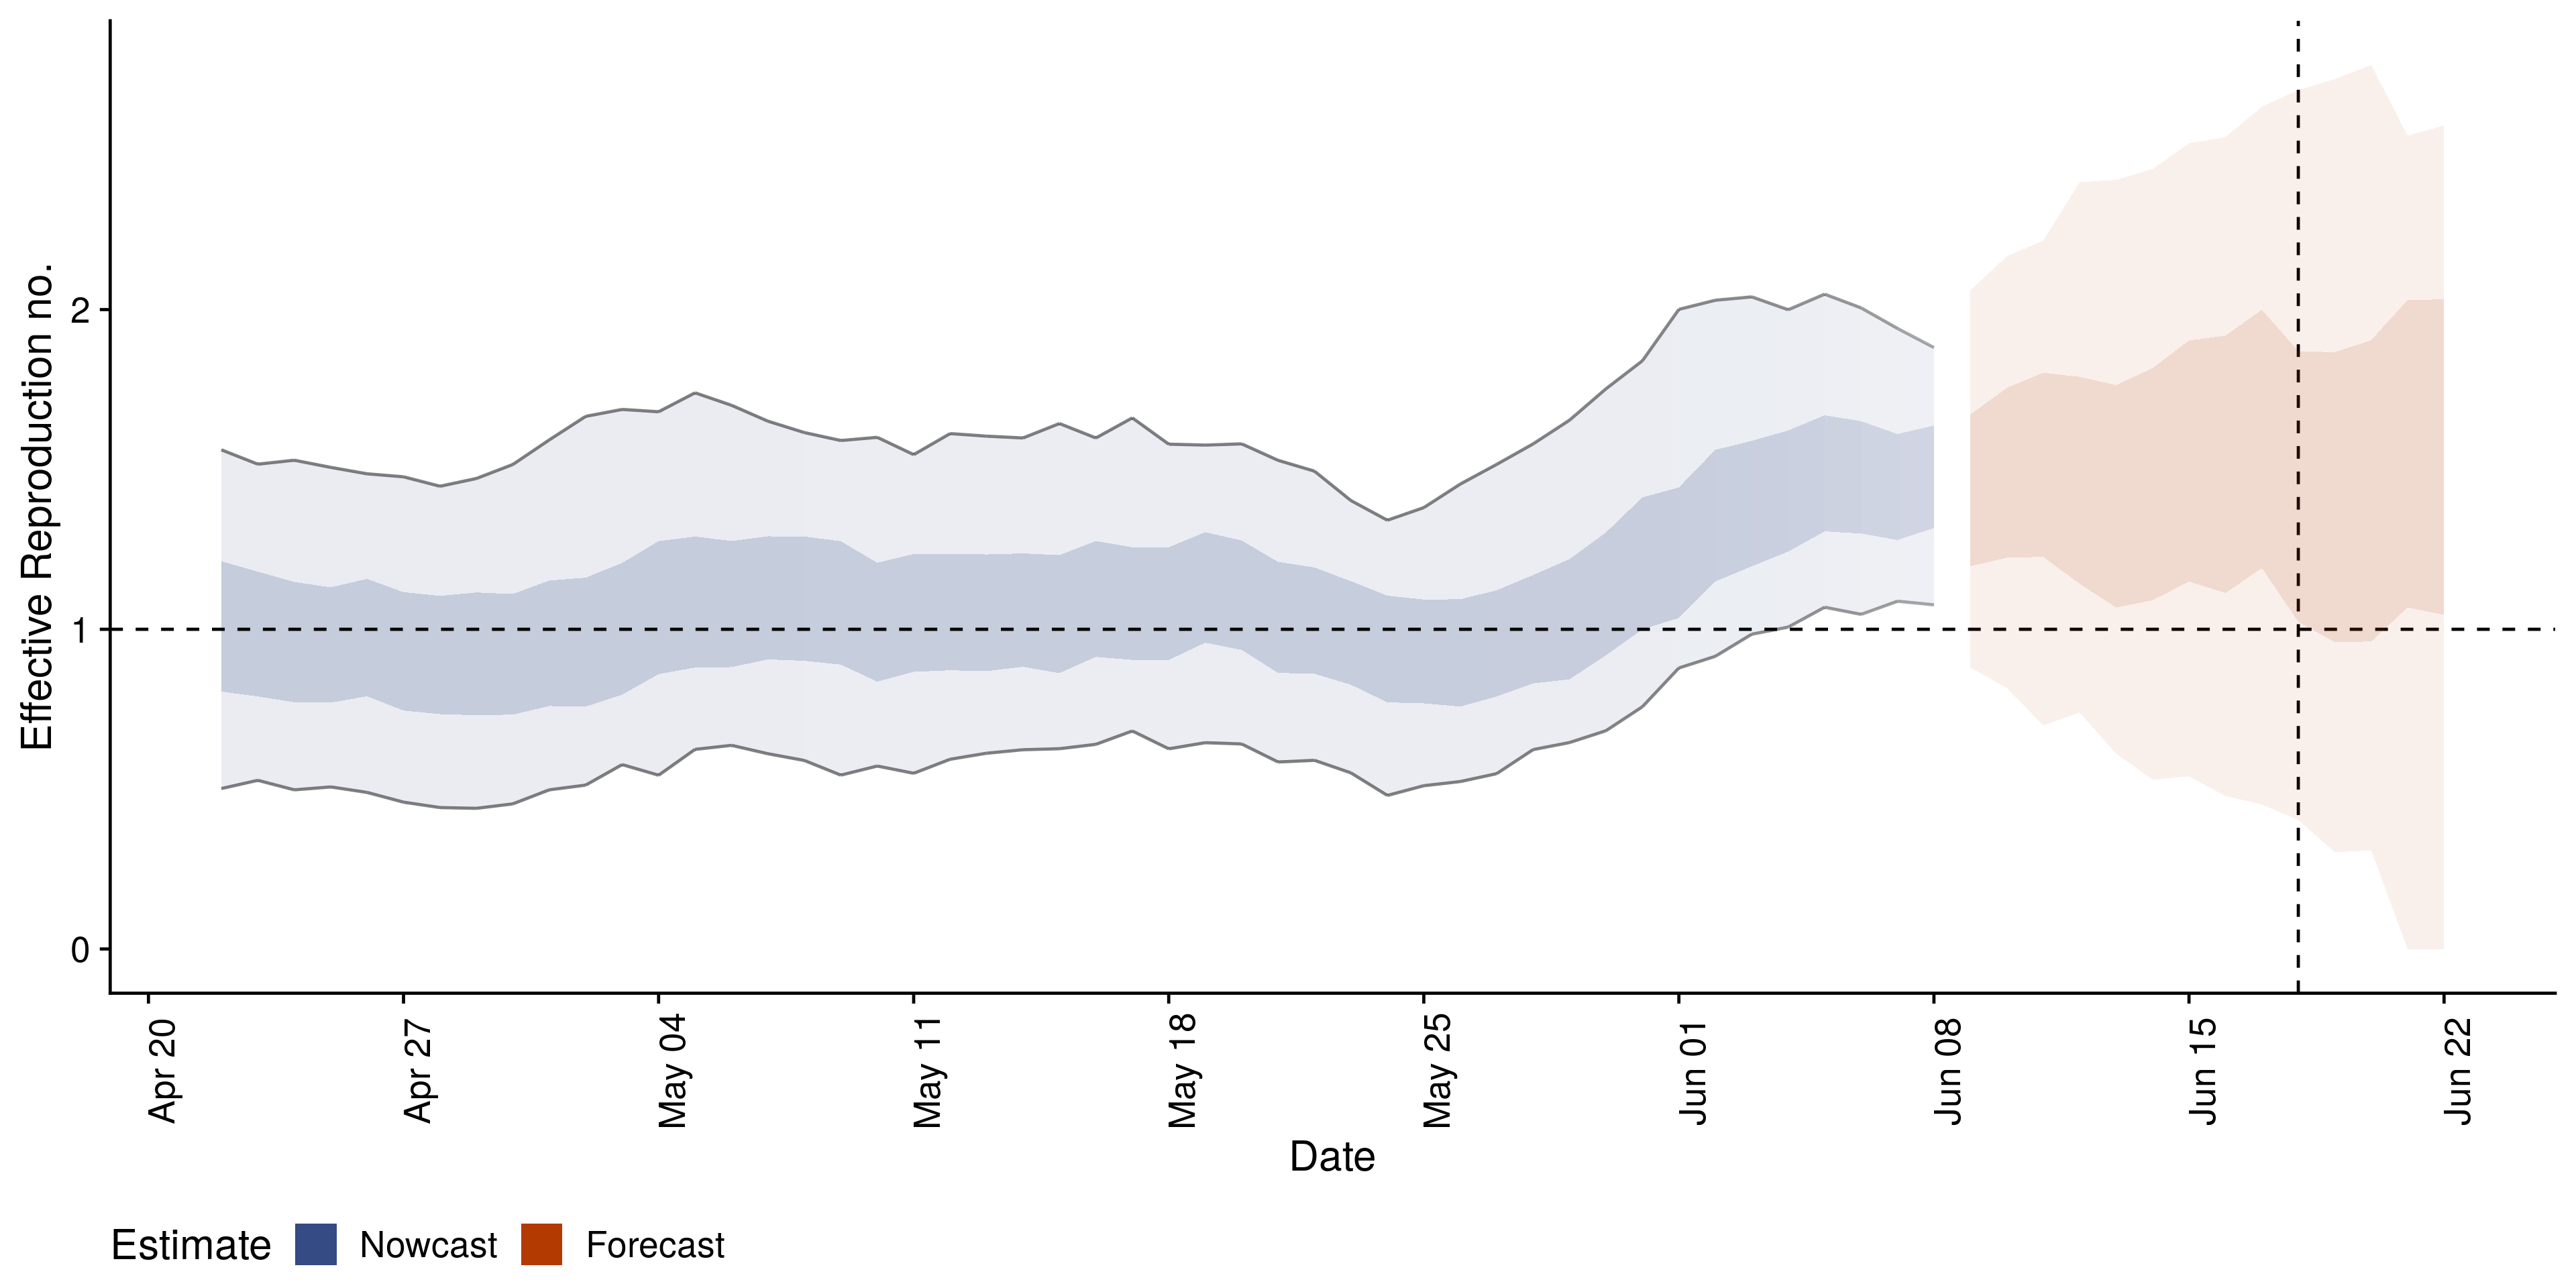 Effective Reproduction no.
2
1
0
Apr 20
Apr 27
May 04
May 11
May 18
May 25
Jun 01
Jun 08
Jun 15
Jun 22
Date
Estimate Nowcast Forecast